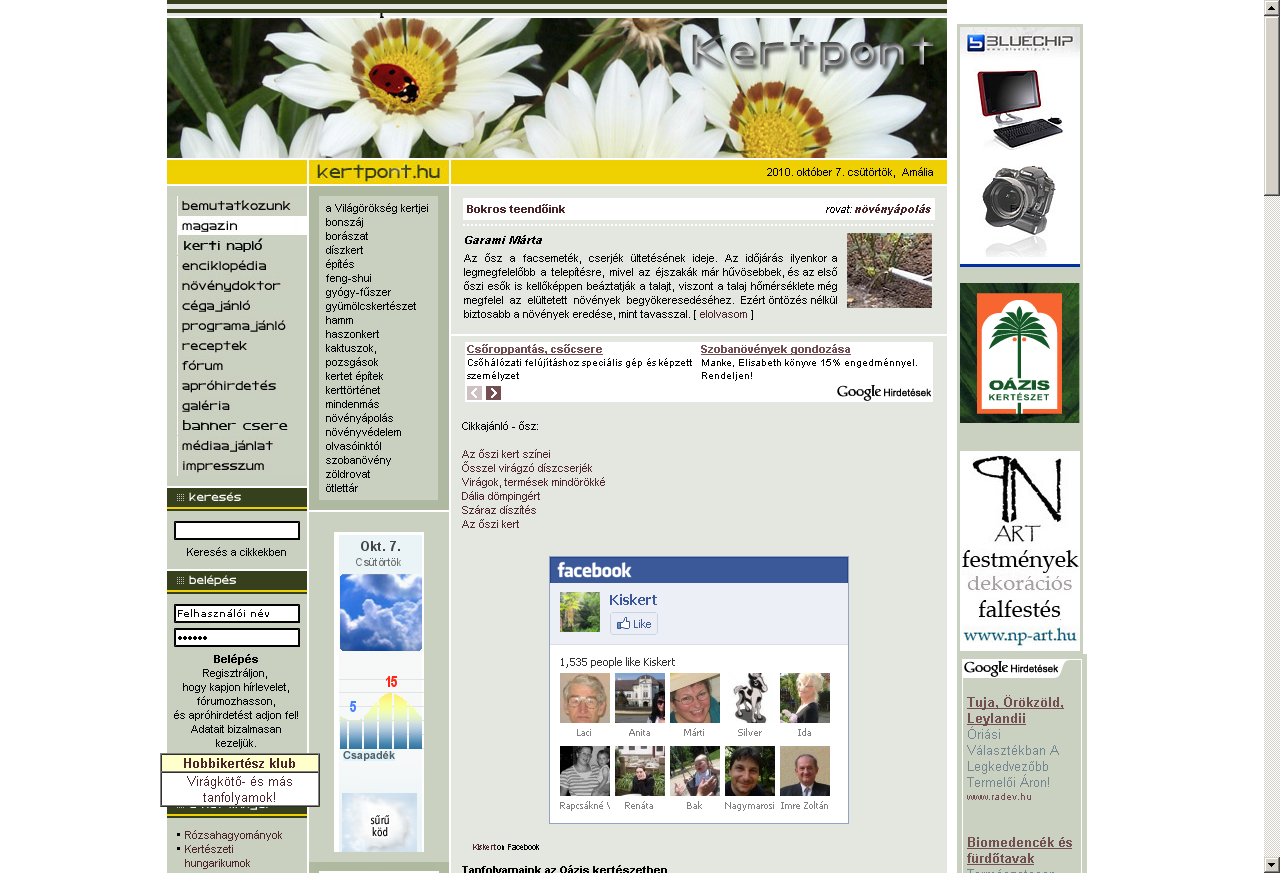 Kertpont
kertpont.hu
2010. október 7. csütörtök, Amália
bemutatkozunk
magazin
kerti napló
enciklopédia
növénydoktor
cégajánló
programajánló
receptek
fórum
apróhirdetés
galéria
banner csere
médiaajánlat
impresszum
keresés
Keresés a cikkekben
belépés
Felhasználói név
••••••
Belépés
Regisztráljon,
hogy kapjon hírlevelet,
fórumozhasson,
és apróhirdetést adjon fel!
Adatait bizalmasan
kezeljük.
Hobbikertész klub
Virágkötő- és más
tanfolyamok!
Rózsahagyományok
Kertészeti
hungarikumok
a Világörökség kertjei
bonszáj
borászat
díszkert
építés
feng-shui
gyógy-fűszer
gyümölcskertészet
hamm
haszonkert
kaktuszok,
pozsgások
kertet építek
kerttörténet
mindenmás
növényápolás
növényvédelem
olvasóinktól
szobanövény
zöldrovat
ötlettár
Okt. 7.
Csütörtök
15
5
Csapadék
sűrű
köd
Bokros teendőink
rovat: növényápolás
Garami Márta
Az ősz a facsemeték, cserjék ültetésének ideje. Az időjárás ilyenkor a
legmegfelelőbb a telepítésre, mivel az éjszakák már hűvösebbek, és az első
őszi esők is kellőképpen beáztatják a talajt, viszont a talaj hőmérséklete még
megfelel az elültetett növények begyökeresedéséhez. Ezért öntözés nélkül
biztosabb a növények eredése, mint tavasszal. [ elolvasom ]
Csőroppantás, csőcsere
Csőhálózati felújításhoz speciális gép és képzett
személyzet
Szobanövények gondozása
Manke, Elisabeth könyve 15% engedménnyel.
Rendeljen!
Google Hirdetések
Cikkajánló - ősz:
Az őszi kert színei
Ősszel virágzó díszcserjék
Virágok, termések mindörökké
Dália dömpingért
Száraz díszítés
Az őszi kert
facebook
Kiskert
Like
1,535 people like Kiskert
Laci Anita Márti Silver Ida
Rapcsákné Renáta Bak Nagymarosi Imre Zoltán
Kiskert on Facebook
Tanfolyamaink az Oázis kertészetben
BLUECHIP
www.bluechip.hu
OÁZIS
KERTÉSZET
PN
ART
festmények
dekorációs
falfestés
www.np-art.hu
Google Hirdetések
Tuja, Örökzöld,
Leylandii
Óriási
Választékban A
Legkedvezőbb
Termelői Áron!
www.radev.hu
Biomedencék és
fürdőtavak
Természetesen